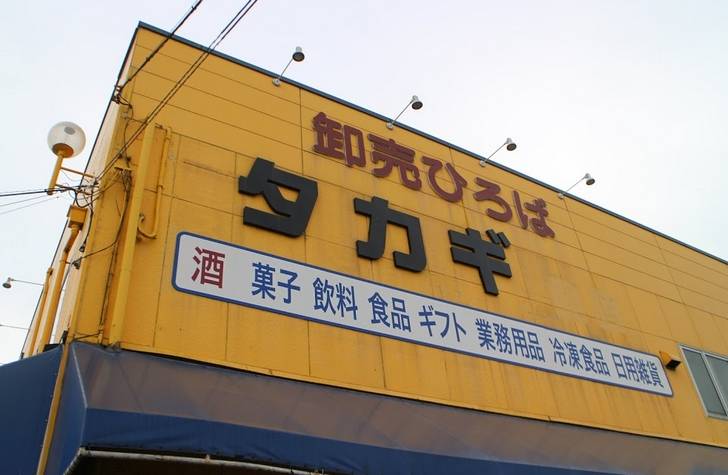 卸売ひろば
タカギ
酒 菓子 飲料 食品 ギフト 業務用品 冷凍食品 日用雑貨